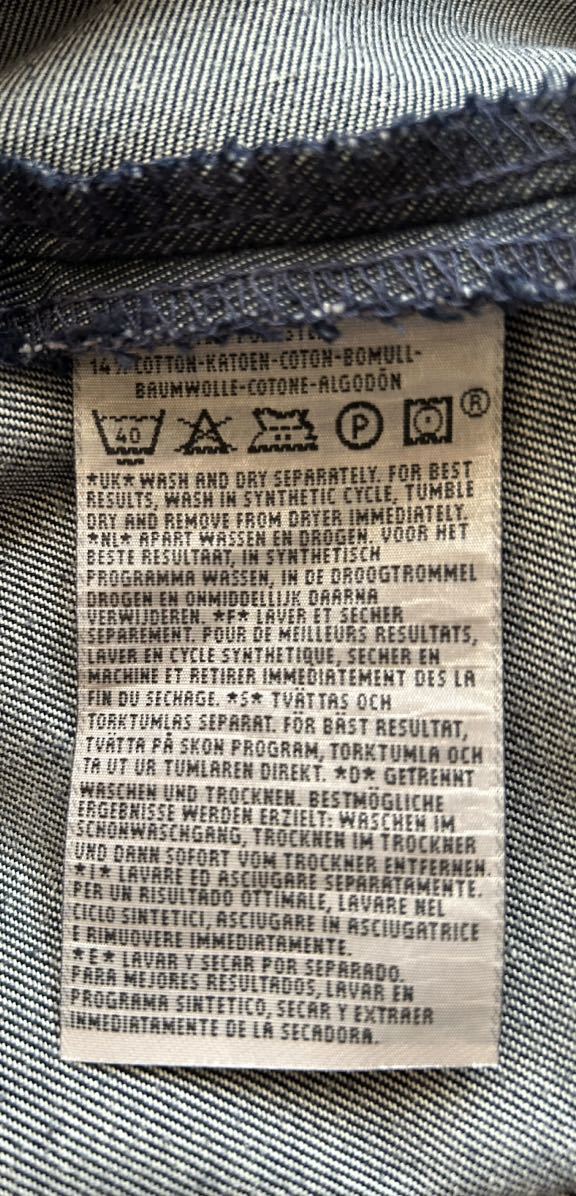 14% COTTON-KATOEN-COTON-BOMULL-
BAUMWOLLE-COTONE-ALGODÓN
40 P ®
*UK* WASH AND DRY SEPARATELY. FOR BEST
RESULTS, WASH IN SYNTHETIC CYCLE, TUMBLE
DRY AND REMOVE FROM DRYER IMMEDIATELY.
*NL* APART WASSEN EN DROGEN. VOOR HET
BESTE RESULTAAT, IN SYNTHETISCH
PROGRAMMA WASSEN, IN DE DROOGTROMMEL
DROGEN EN ONMIDDELLIJK DAARNA
VERWIJDEREN. *F* LAVER ET SECHER
SEPAREMENT. POUR DE MEILLEURS RESULTATS,
LAVER EN CYCLE SYNTHETIQUE, SECHER EN
MACHINE ET RETIRER IMMEDIATEMENT DES LA
FIN DU SECHAGE. *S* TVÄTTAS OCH
TORKTUMLAS SEPARAT. FÖR BÄST RESULTAT,
TVÄTTA PÅ SKON PROGRAM, TORKTUMLA OCH
TA UT UR TUMLAREN DIREKT. *D* GETRENNT
WASCHEN UND TROCKNEN. BESTMÖGLICHE
ERGEBNISSE WERDEN ERZIELT: WASCHEN IM
SCHONWASCHGANG, TROCKNEN IM TROCKNER
UND DANN SOFORT VOM TROCKNER ENTFERNEN.
*I* LAVARE ED ASCIUGARE SEPARATAMENTE.
PER UN RISULTADO OTTIMALE, LAVARE NEL
CICLO SINTETICI, ASCIUGARE IN ASCIUGATRICE
E RIMUOVERE IMMEDIATAMENTE.
*E* LAVAR Y SECAR POR SEPARADO.
PARA MEJORES RESULTADOS, LAVAR EN
PROGRAMA SINTETICO, SECAR Y EXTRAER
INMEDIATAMENTE DE LA SECADORA.